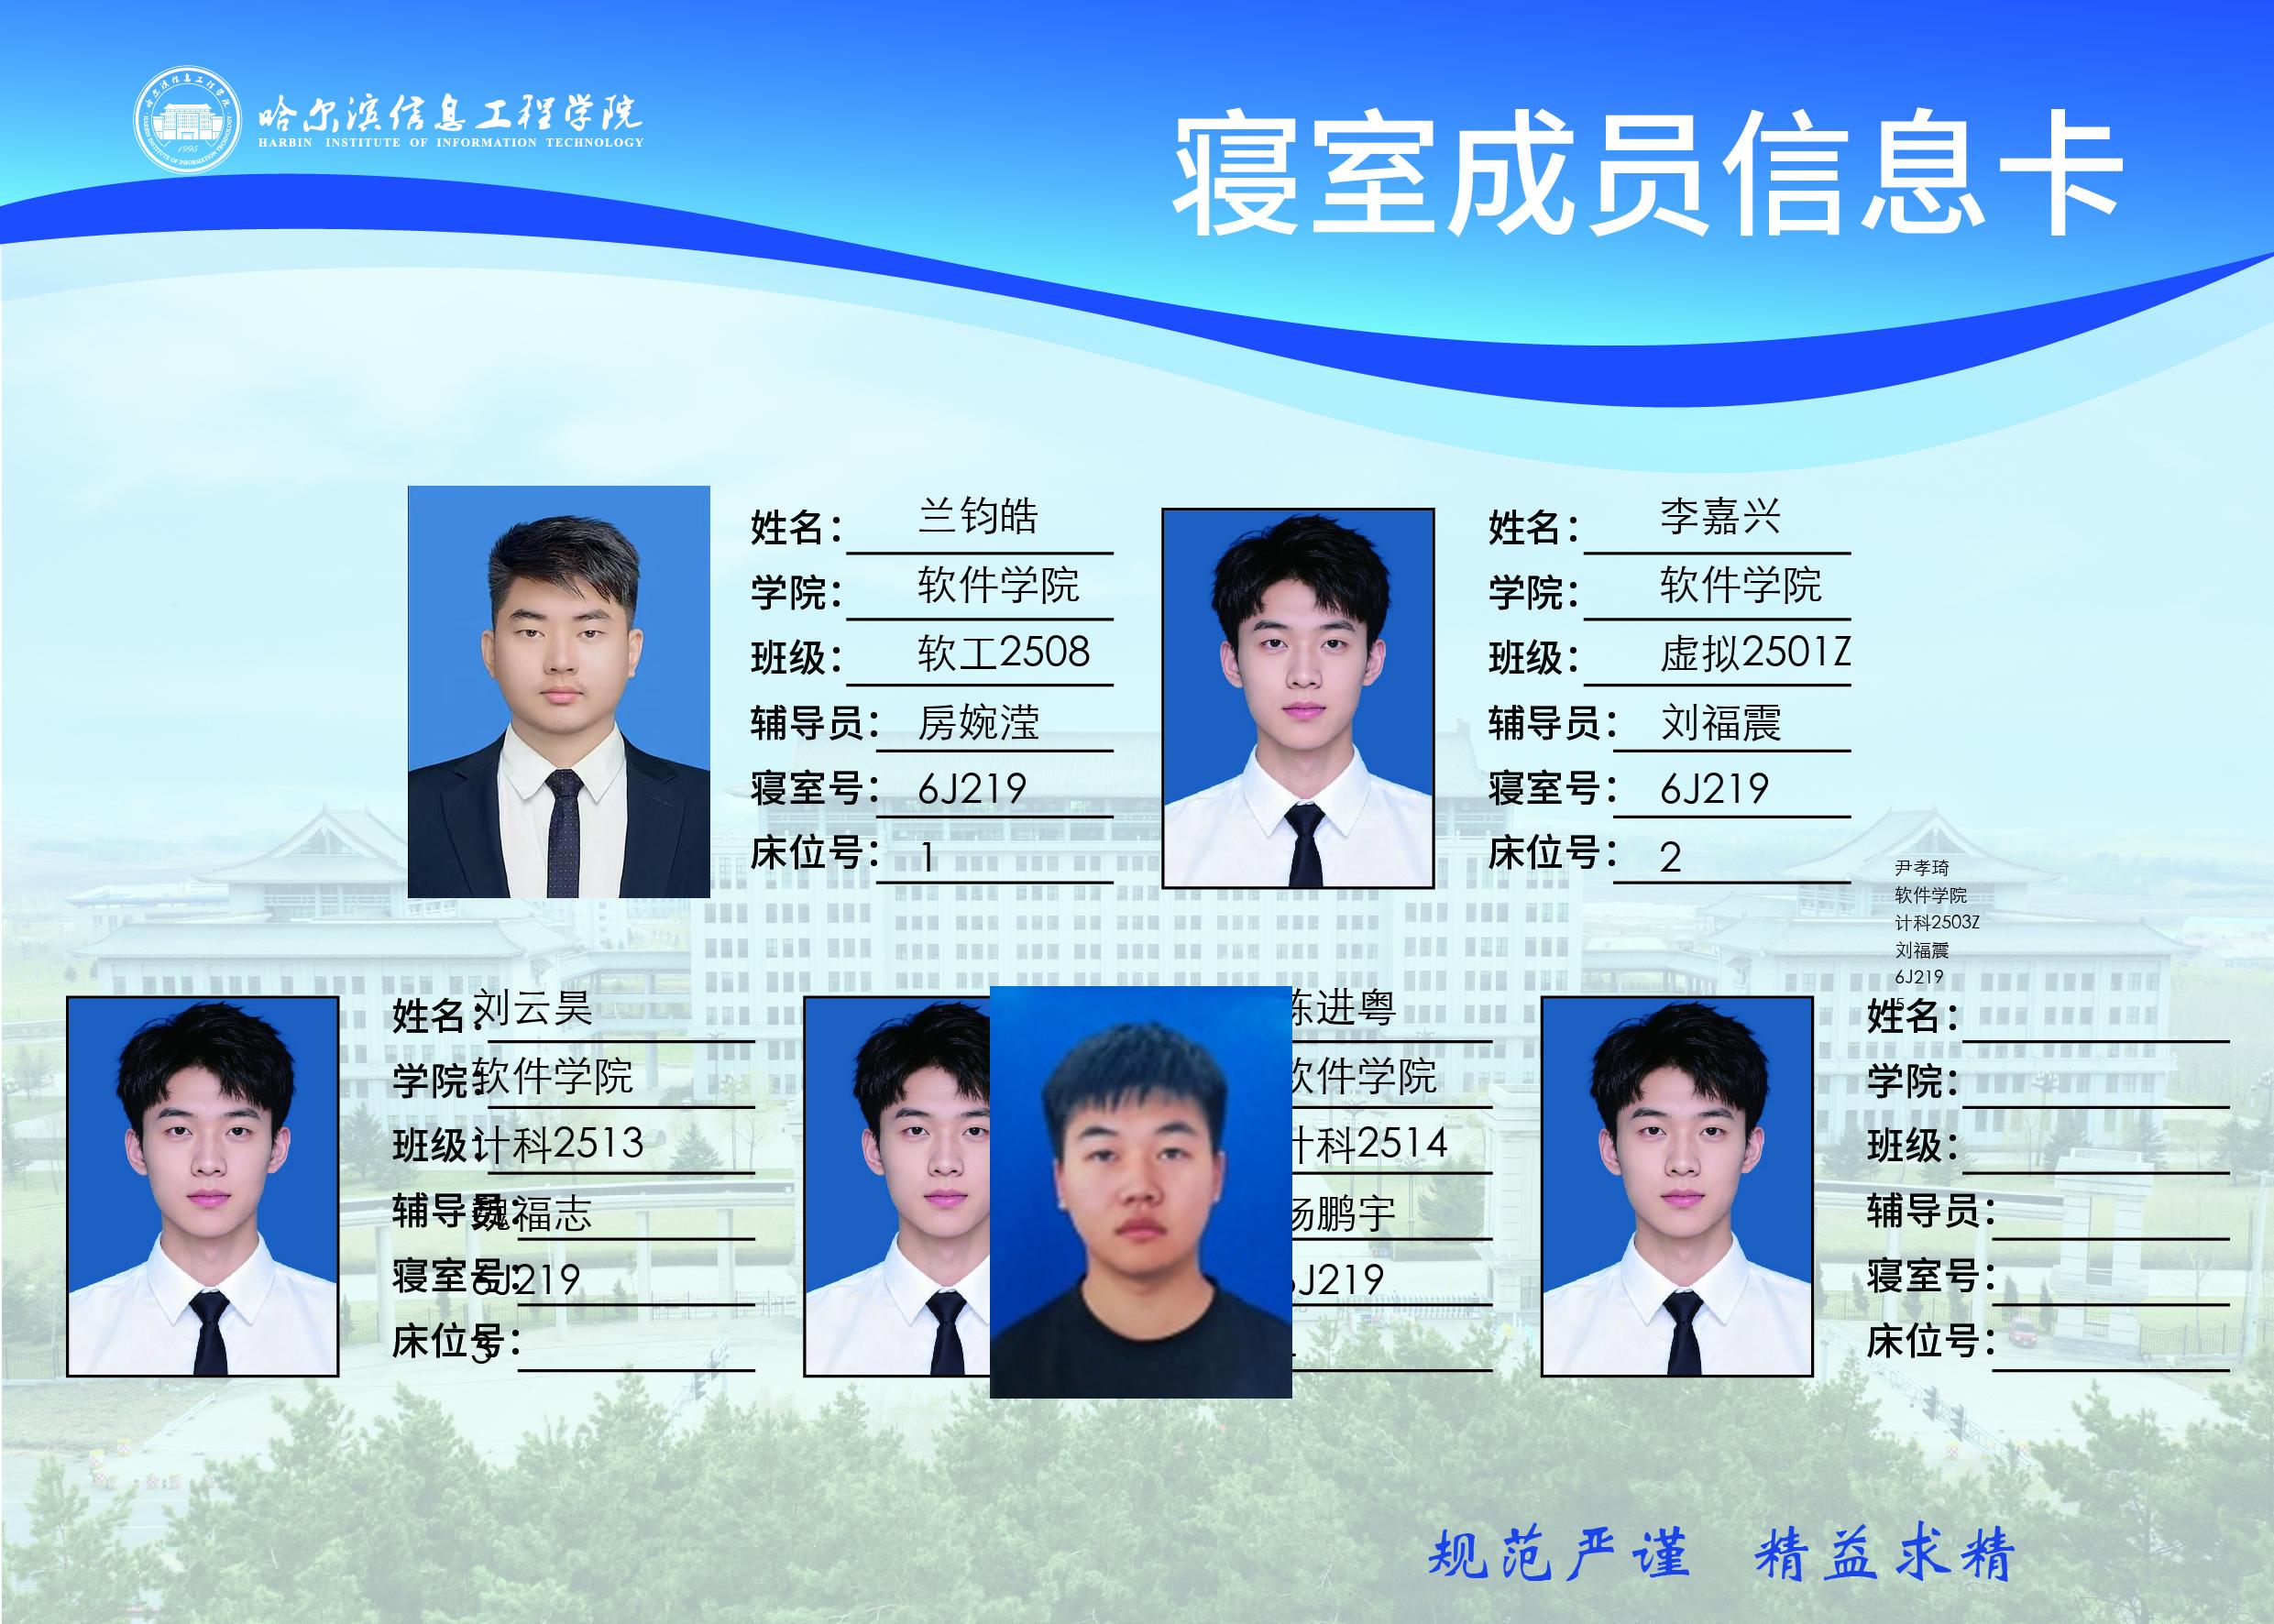 哈尔滨信息工程学院
HARBIN INSTITUTE OF INFORMATION TECHNOLOGY
1995
寝室成员信息卡
姓名：兰钧皓
学院：软件学院
班级：软工2508
辅导员：房婉滢
寝室号：6J219
床位号：1
姓名：李嘉兴
学院：软件学院
班级：虚拟2501Z
辅导员：刘福震
寝室号：6J219
床位号：2
尹孝琦
软件学院
计科2503Z
刘福震
6J219
5
姓名：刘云昊
学院：软件学院
班级：计科2513
辅导员：魏福志
寝室号：6J219
床位号：3
进粤
件学院
科2514
鹏宇
J219
姓名：
学院：
班级：
辅导员：
寝室号：
床位号：
规范严谨 精益求精